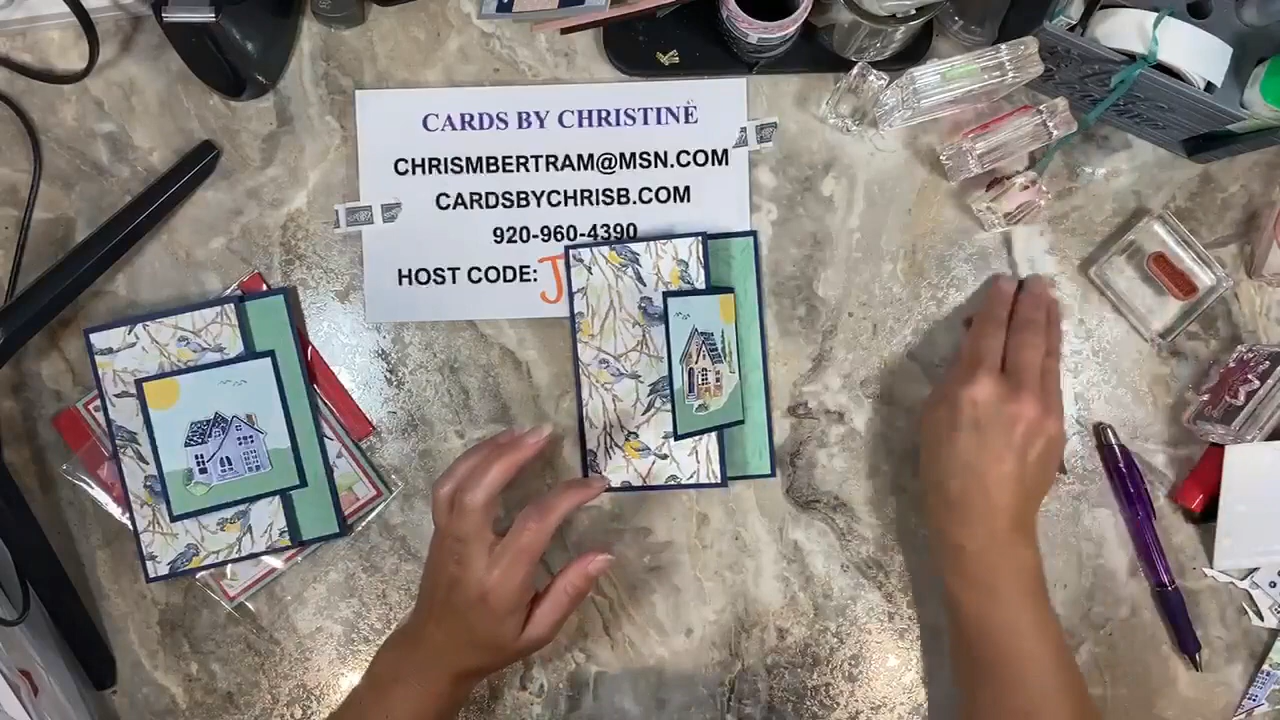 CARDS BY CHRISTINE
CHRISMBERTRAM@MSN.COM
CARDSBYCHRISB.COM
920-960-4390
HOST CODE: J